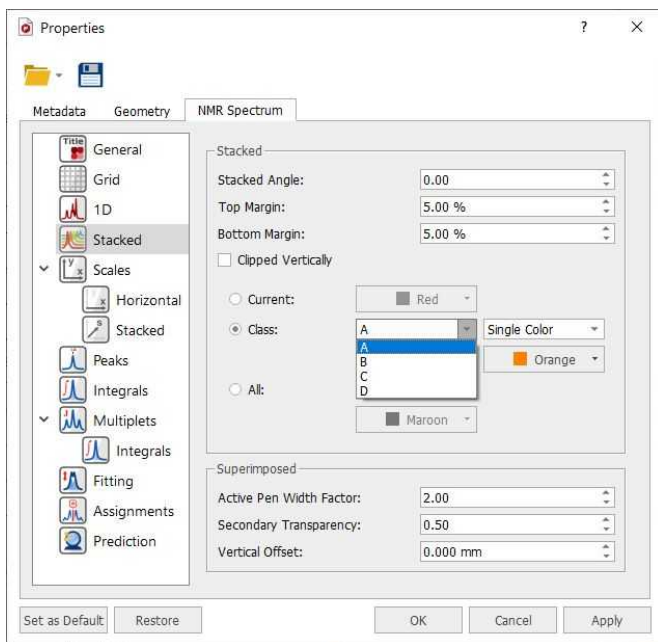 Properties
?
Metadata Geometry NMR Spectrum
Title
General
Grid
1D
Stacked
Scales
Horizontal
Stacked
Peaks
Integrals
Multiplets
Integrals
Fitting
Assignments
Prediction
Stacked
Stacked Angle: 0.00
Top Margin: 5.00 %
Bottom Margin: 5.00 %
Clipped Vertically
Current: Red
Class: A Single Color
A
B Orange
C
D
All:
Maroon
Superimposed
Active Pen Width Factor: 2.00
Secondary Transparency: 0.50
Vertical Offset: 0.000 mm
Set as Default Restore OK Cancel Apply